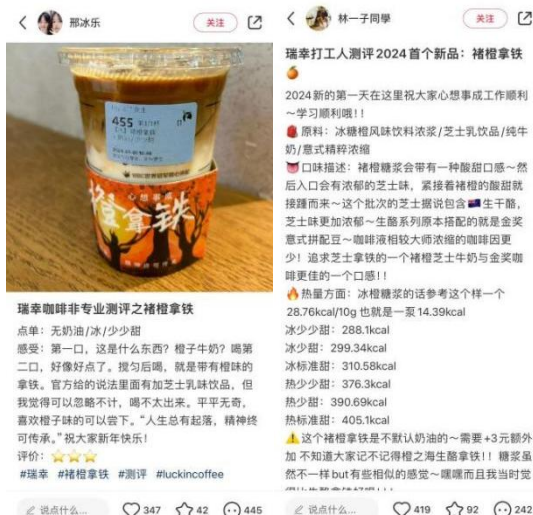 邢冰乐
关注
455
心想事成
橙拿铁
瑞幸咖啡非专业测评之褚橙拿铁
点单：无奶油/冰/少少甜
感受：第一口，这是什么东西？橙子牛奶？喝第
二口，好像好点了。搅匀后喝，就是带有橙味的
拿铁。官方给的说法里面有加芝士乳味饮品，但
我觉得可以忽略不计，喝不太出来。平平无奇，
喜欢橙子味的可以尝下。“人生总有起落，精神终
可传承。”祝大家新年快乐！
评价：⭐⭐⭐
#瑞幸 #褚橙拿铁 #测评 #luckincoffee
说点什么...
347
42
445
林一子同學
关注
瑞幸打工人测评2024首个新品：褚橙拿铁
🍊
2024新的第一天在这里祝大家心想事成工作顺利
～学习顺利哦！！
原料：冰糖橙风味饮料浓浆/芝士乳饮品/纯牛
奶/意式精粹浓缩
👅口味描述：褚橙糖浆会带有一种酸甜口感～然
后入口会有浓郁的芝士味，紧接着褚橙的酸甜就
接踵而来～这个批次的芝士据说包含🇦🇺生干酪，
芝士味更加浓郁～生酪系列原本搭配的就是金奖
意式拼配豆～咖啡液相较大师浓缩的咖啡因更
少！追求芝士拿铁的一个褚橙芝士牛奶与金奖咖
啡更佳的一个口感！！
🔥热量方面：冰橙糖浆的话参考这个样一个
28.76kcal/10g 也就是一泵 14.39kcal
冰少少甜：288.1kcal
冰少甜：299.34kcal
冰标准甜：310.58kcal
热少少甜：376.3kcal
热少甜：390.69kcal
热标准甜：405.1kcal
⚠️这个褚橙拿铁是不默认奶油的～需要+3元额外
加 不知道大家记不记得橙之海生酪拿铁！！糖浆虽
然不一样but有些相似的感觉～嘿嘿而且我当时觉
说点什么...
419
92
242